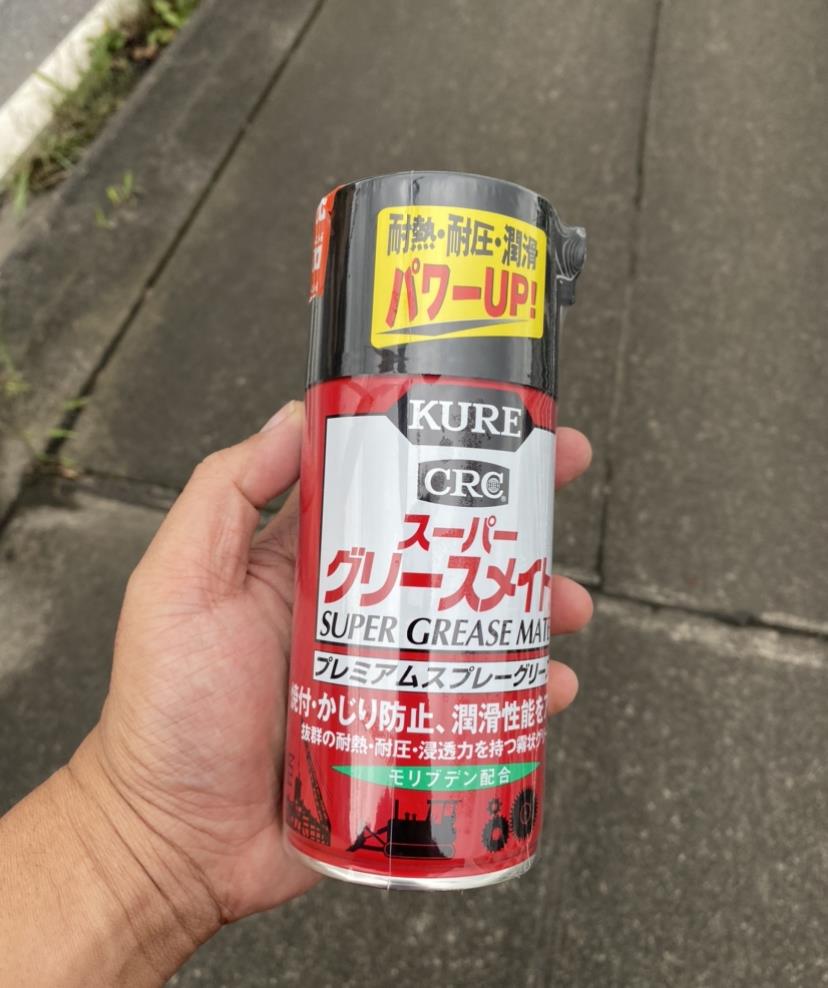 耐熱・耐圧・潤滑
パワーUP!
KURE
CRC
スーパー
グリースメイト
SUPER GREASE MATE
プレミアムスプレーグリー
焼付・かじり防止、潤滑性能を
抜群の耐熱・耐圧・浸透力を持つ霧状グ
モリブデン配合